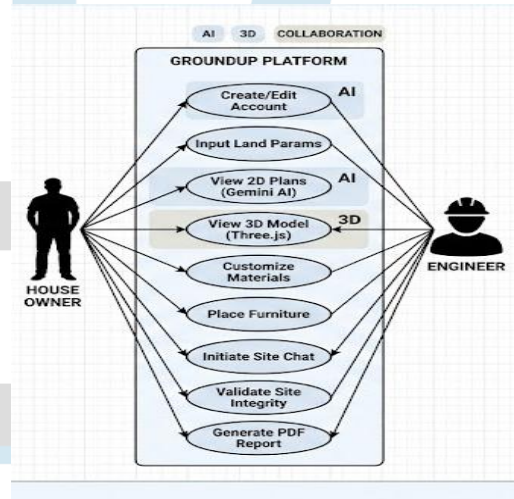 AI 3D COLLABORATION
GROUNDUP PLATFORM
Create/Edit
Account
AI
Input Land Params
View 2D Plans
(Gemini AI)
AI
View 3D Model
(Three.js)
3D
Customize
Materials
Place Furniture
Initiate Site Chat
Validate Site
Integrity
Generate PDF
Report
HOUSE
OWNER
ENGINEER